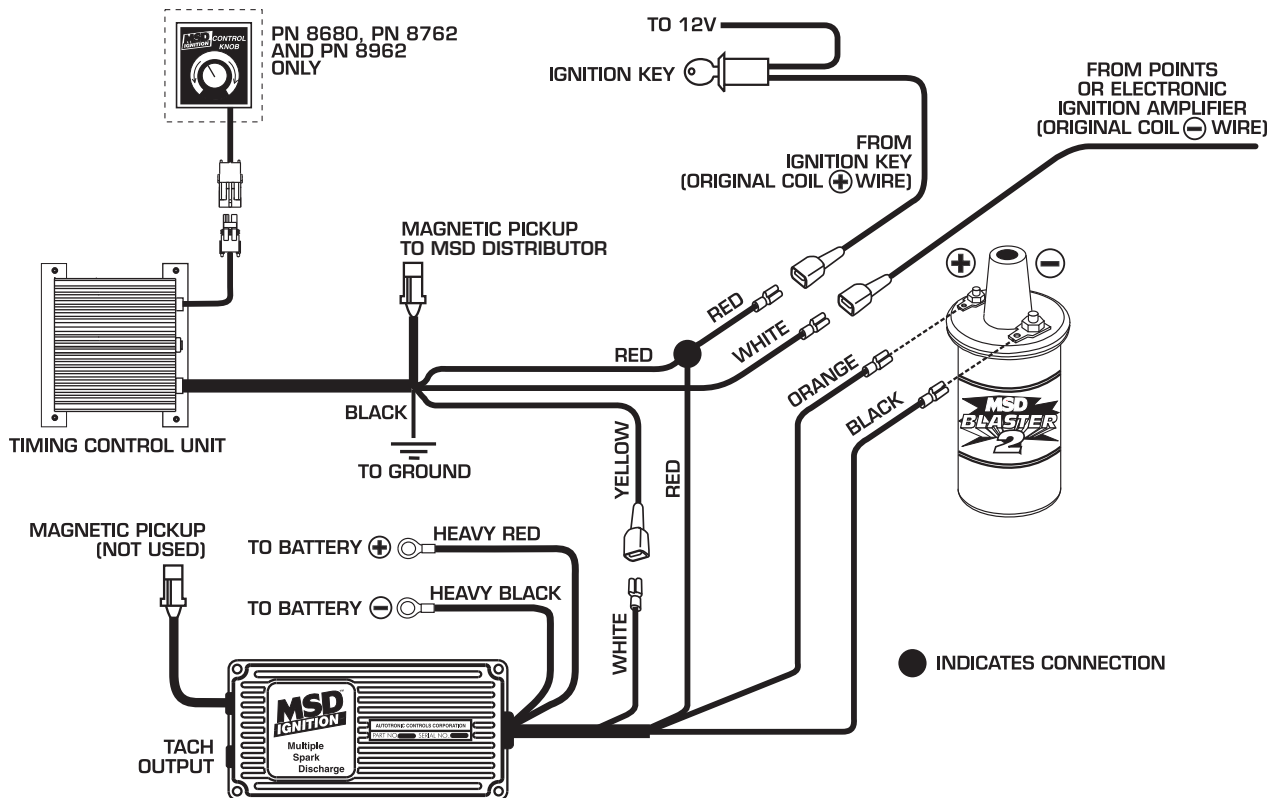 MSD IGNITION CONTROL KNOB
PN 8680, PN 8762
AND PN 8962
ONLY
TO 12V
IGNITION KEY
FROM POINTS
OR ELECTRONIC
IGNITION AMPLIFIER
(ORIGINAL COIL ⊖ WIRE)
FROM
IGNITION KEY
(ORIGINAL COIL ⊕ WIRE)
MAGNETIC PICKUP
TO MSD DISTRIBUTOR
⊕ ⊖
RED
WHITE
RED
ORANGE
BLACK
BLACK
TO GROUND
YELLOW
RED
MSD
BLASTER
2
TIMING CONTROL UNIT
MAGNETIC PICKUP
(NOT USED)
TO BATTERY ⊕
HEAVY RED
TO BATTERY ⊖
HEAVY BLACK
WHITE
INDICATES CONNECTION
MSD
IGNITION
Multiple
Spark
Discharge
AUTOTRONIC CONTROLS CORPORATION
PART NO. SERIAL NO.
TACH
OUTPUT